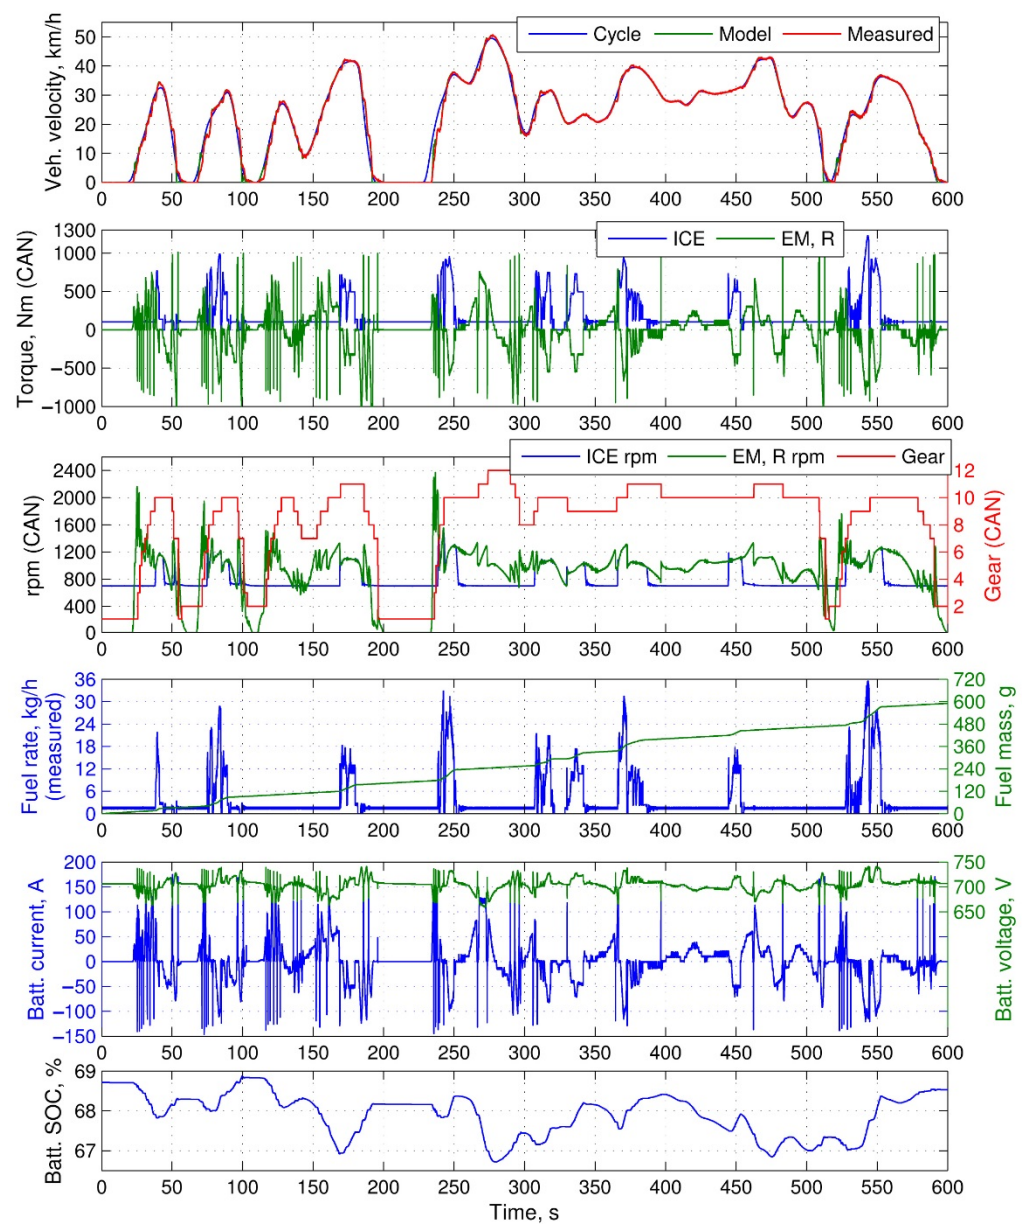 Cycle Model Measured
Veh. velocity, km/h
50
40
30
20
10
0
0 50 100 150 200 250 300 350 400 450 500 550 600
ICE EM, R
Torque, Nm (CAN)
1300
1000
500
0
−500
−1000
0 50 100 150 200 250 300 350 400 450 500 550 600
ICE rpm EM, R rpm Gear
rpm (CAN)
2400
2000
1600
1200
800
400
0
12
10
8
6
4
2
Gear (CAN)
0 50 100 150 200 250 300 350 400 450 500 550 600
Fuel rate, kg/h
(measured)
36
30
24
18
12
6
0
720
600
480
360
240
120
0
Fuel mass, g
0 50 100 150 200 250 300 350 400 450 500 550 600
Batt. current, A
200
150
100
50
0
−50
−100
−150
750
700
650
Batt. voltage, V
0 50 100 150 200 250 300 350 400 450 500 550 600
Batt. SOC, %
69
68
67
0 50 100 150 200 250 300 350 400 450 500 550 600
Time, s